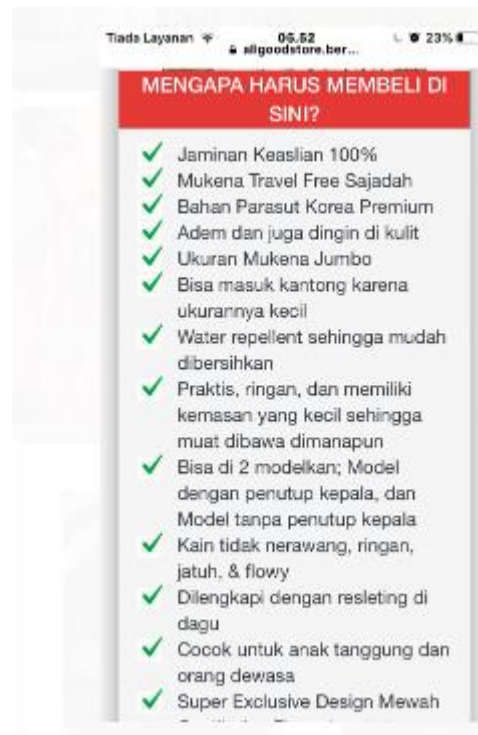 Tiada Layanan 06.52 23%
allgoodstore.ber...
MENGAPA HARUS MEMBELI DI
SINI?
Jaminan Keaslian 100%
Mukena Travel Free Sajadah
Bahan Parasut Korea Premium
Adem dan juga dingin di kulit
Ukuran Mukena Jumbo
Bisa masuk kantong karena
ukurannya kecil
Water repellent sehingga mudah
dibersihkan
Praktis, ringan, dan memiliki
kemasan yang kecil sehingga
muat dibawa dimanapun
Bisa di 2 modelkan; Model
dengan penutup kepala, dan
Model tanpa penutup kepala
Kain tidak nerawang, ringan,
jatuh, & flowy
Dilengkapi dengan resleting di
dagu
Cocok untuk anak tanggung dan
orang dewasa
Super Exclusive Design Mewah